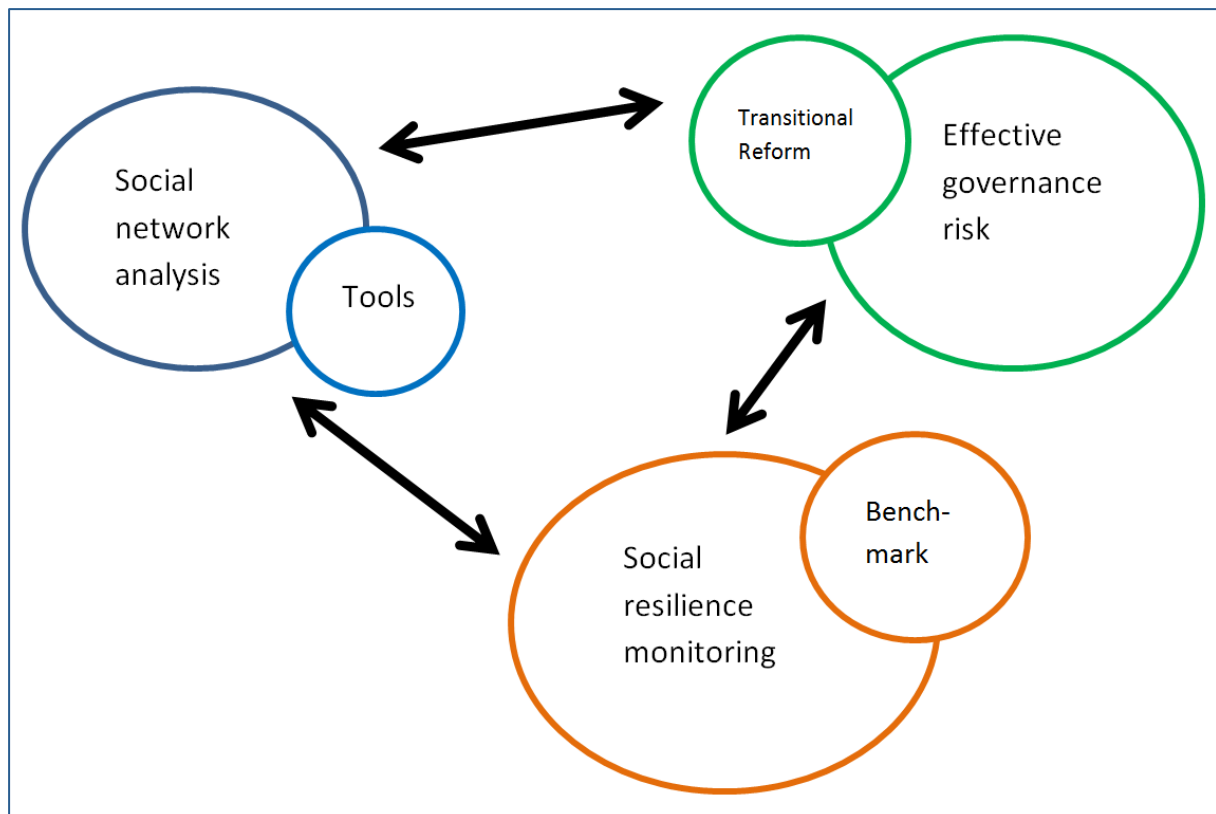 Social
network
analysis
Tools
Transitional
Reform
Effective
governance
risk
Social
resilience
monitoring
Bench-
mark